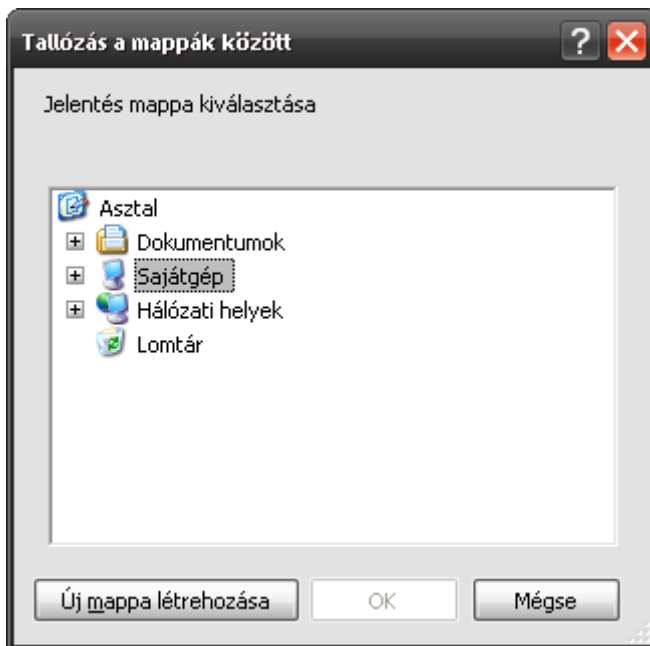 Tallózás a mappák között
Jelentés mappa kiválasztása
Asztal
Dokumentumok
Sajátgép
Hálózati helyek
Lomtár
Új mappa létrehozása OK Mégse